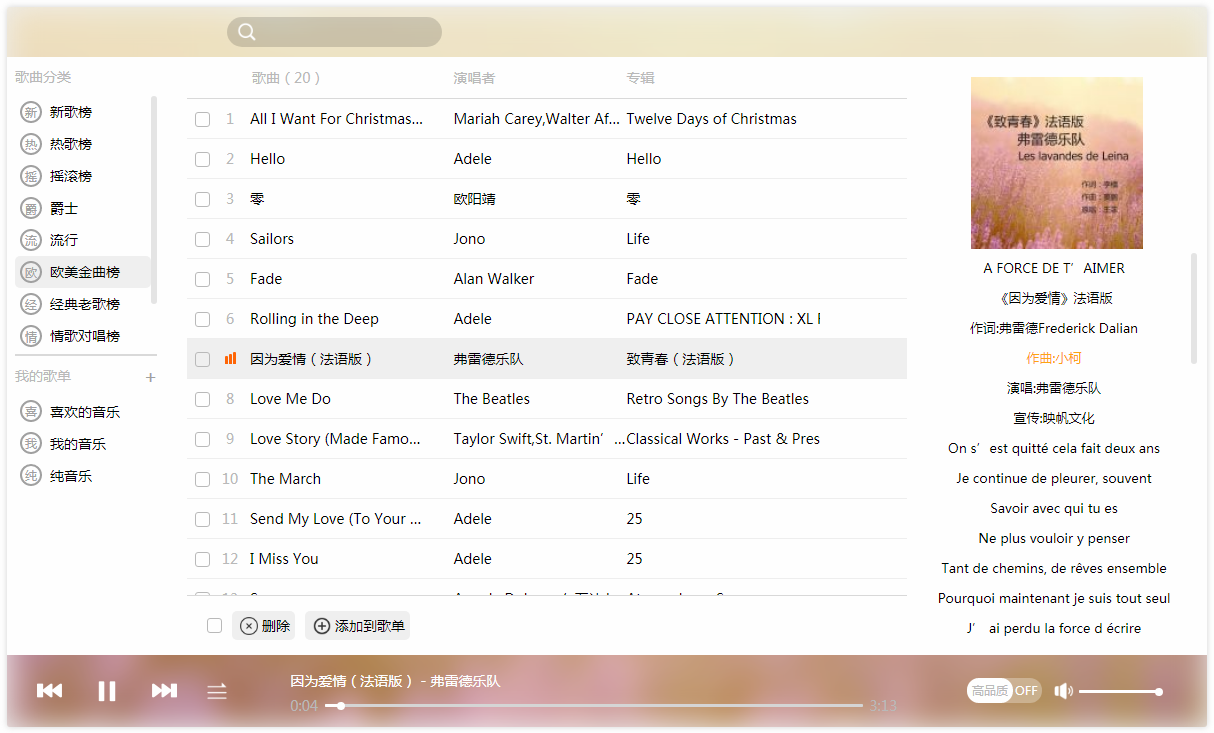 歌曲分类
新 新歌榜
热 热歌榜
摇 摇滚榜
爵 爵士
流 流行
欧 欧美金曲榜
经 经典老歌榜
情 情歌对唱榜
我的歌单 +
喜 喜欢的音乐
我 我的音乐
纯 纯音乐
歌曲（20） 演唱者 专辑
1 All I Want For Christmas... Mariah Carey,Walter Af... Twelve Days of Christmas
2 Hello Adele Hello
3 零 欧阳靖 零
4 Sailors Jono Life
5 Fade Alan Walker Fade
6 Rolling in the Deep Adele PAY CLOSE ATTENTION : XL
因为爱情（法语版） 弗雷德乐队 致青春（法语版）
8 Love Me Do The Beatles Retro Songs By The Beatles
9 Love Story (Made Famo... Taylor Swift,St. Martin’ ...Classical Works - Past & Pres
10 The March Jono Life
11 Send My Love (To Your ... Adele 25
12 I Miss You Adele 25
删除 添加到歌单
《致青春》法语版
弗雷德乐队
Les lavandes de Leina
A FORCE DE T’ AIMER
《因为爱情》法语版
作词:弗雷德Frederick Dalian
作曲:小柯
演唱:弗雷德乐队
宣传:映帆文化
On s’ est quitté cela fait deux ans
Je continue de pleurer, souvent
Savoir avec qui tu es
Ne plus vouloir y penser
Tant de chemins, de rêves ensemble
Pourquoi maintenant je suis tout seul
J’ ai perdu la force d écrire
因为爱情（法语版） - 弗雷德乐队
0:04 3:13
高品质 OFF